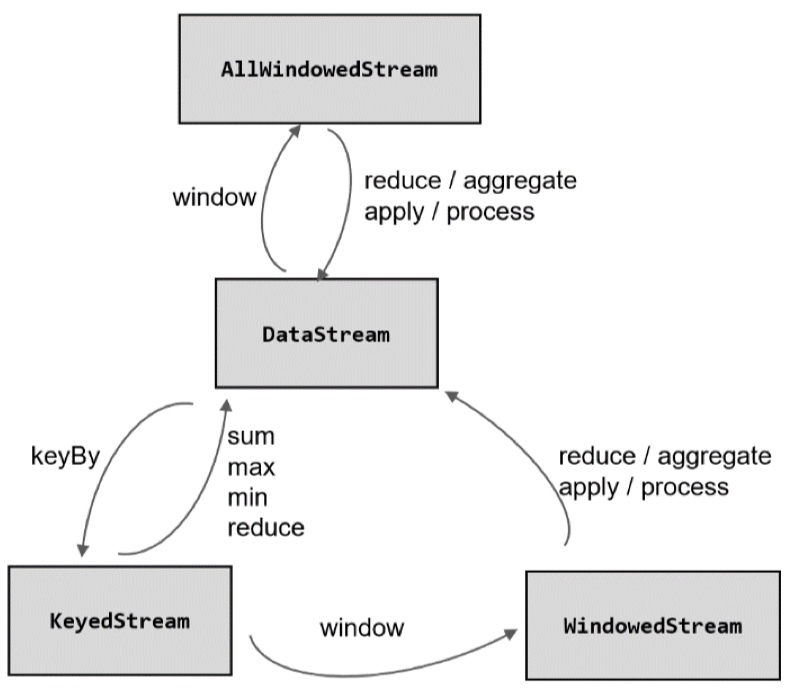 AllWindowedStream
window
reduce / aggregate
apply / process
DataStream
keyBy
sum
max
min
reduce
reduce / aggregate
apply / process
KeyedStream
window
WindowedStream